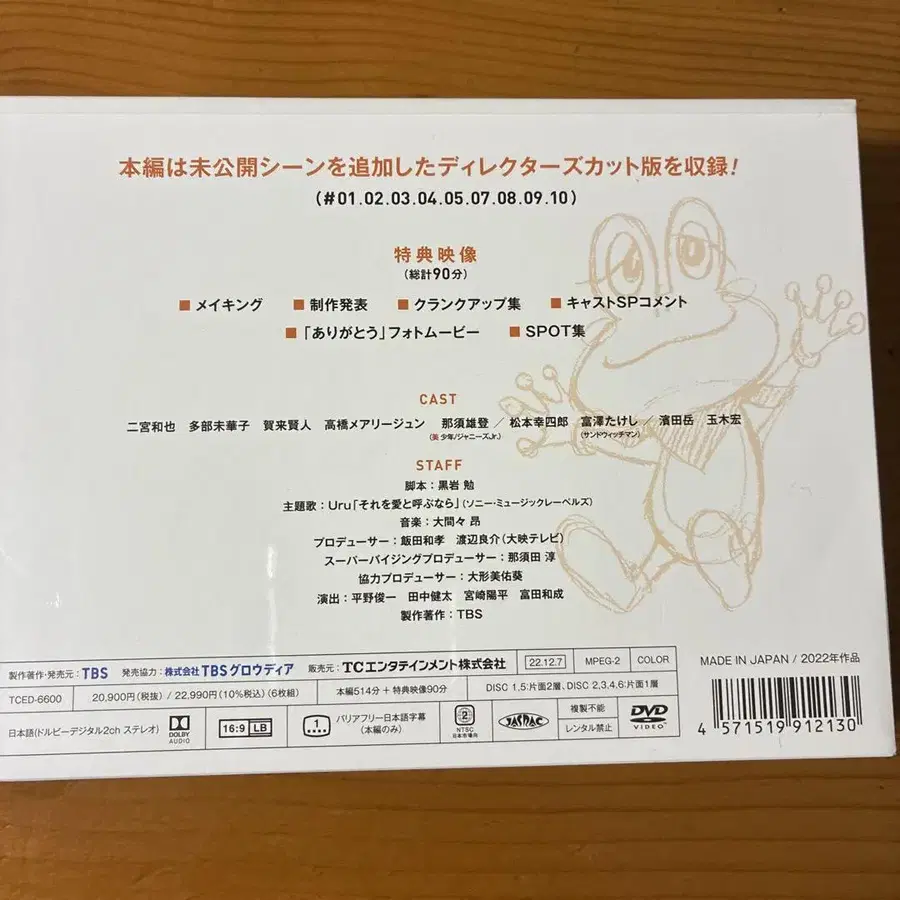 本編は未公開シーンを追加したディレクターズカット版を収録！
(#01.02.03.04.05.07.08.09.10)
特典映像
(総計90分)
■メイキング ■制作発表 ■クランクアップ集 ■キャストSPコメント
■「ありがとう」フォトムービー ■SPOT集
CAST
二宮和也 多部未華子 賀来賢人 高橋メアリージュン 那須雄登／松本幸四郎 富澤たけし／濱田岳 玉木宏
(美 少年/ジャニーズJr.) (サンドウィッチマン)
STAFF
脚本：黒岩 勉
主題歌：Uru「それを愛と呼ぶなら」(ソニー・ミュージックレーベルズ)
音楽：大間々 昂
プロデューサー：飯田和孝 渡辺良介(大映テレビ)
スーパーバイジングプロデューサー：那須田 淳
協力プロデューサー：大形美佑葵
演出：平野俊一 田中健太 宮崎陽平 富田和成
製作著作：TBS
製作著作・発売元：TBS 発売協力：株式会社TBSグロウディア 販売元：TCエンタテインメント株式会社 22.12.7 MPEG-2 COLOR MADE IN JAPAN / 2022年作品
TCED-6600 20,900円(税抜) / 22,990円(10%税込) (6枚組) 本編514分 + 特典映像90分 DISC 1,5:片面2層、DISC 2,3,4,6:片面1層
日本語(ドルビーデジタル2ch ステレオ) DOLBY AUDIO 16:9 LB 1 バリアフリー日本語字幕 (本編のみ) 2 NTSC 日本市場向 JASRAC 複製不能 レンタル禁止 DVD VIDEO
4 571519 912130